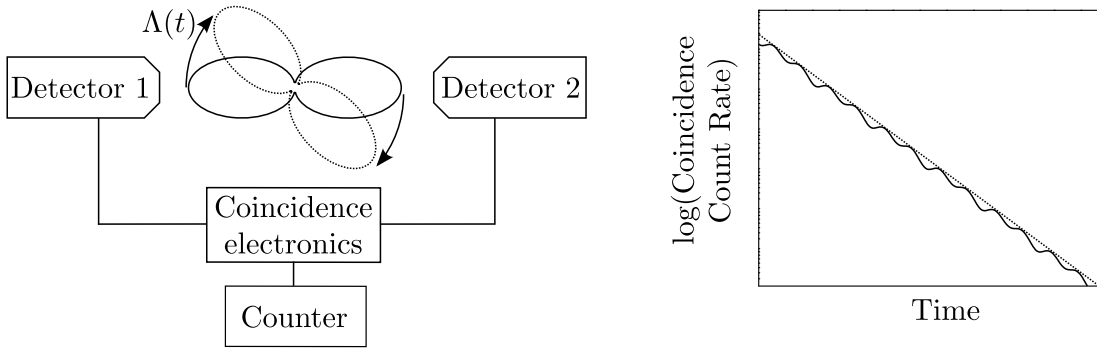 Λ(t)
Detector 1
Detector 2
Coincidence
electronics
Counter
log(Coincidence
Count Rate)
Time